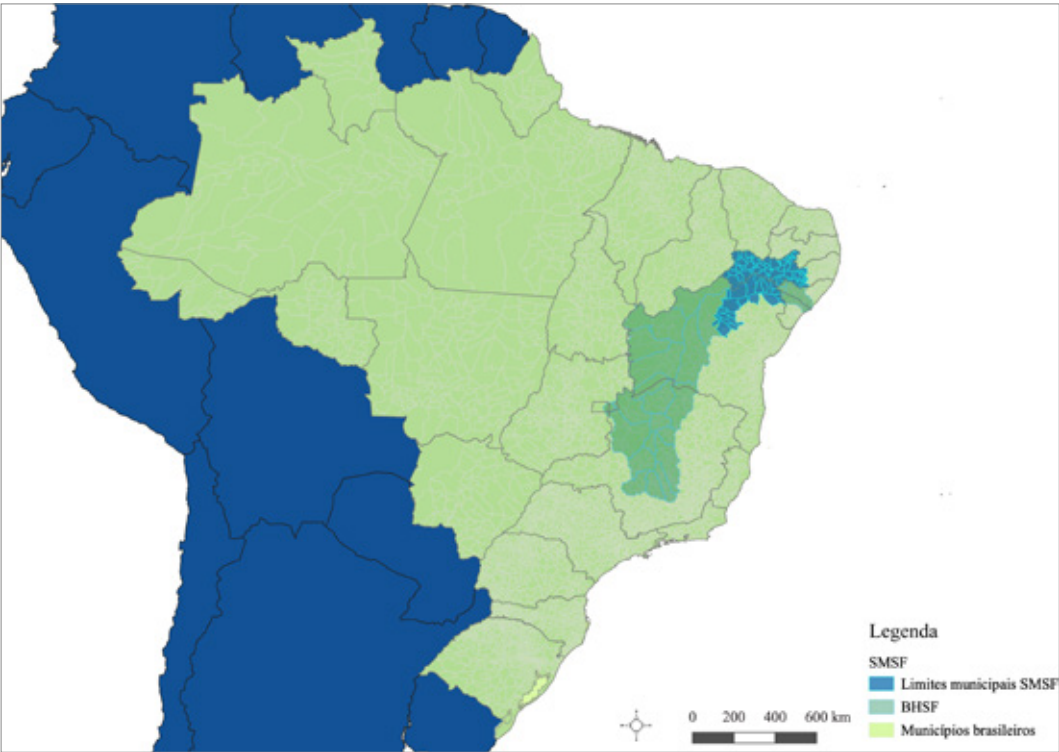 Legenda
SMSF
Limites municipais SMSF
BHSF
Municípios brasileiros
0 200 400 600 km